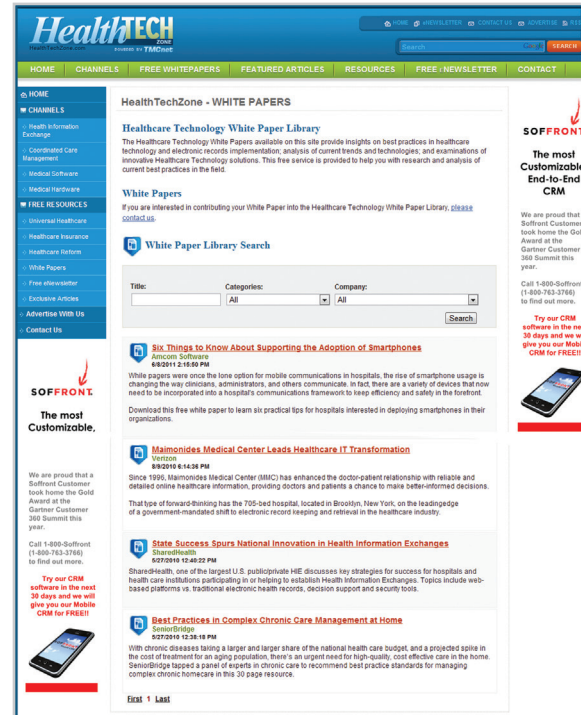 HealthTECH
ZONE
HealthTechZone.com
POWERED BY TMCnet
HOME eNEWSLETTER CONTACT US ADVERTISE
Search
Google
SEARCH
HOME CHANNELS FREE WHITEPAPERS FEATURED ARTICLES RESOURCES FREE eNEWSLETTER CONTACT
HOME
CHANNELS
Health Information
Exchange
Coordinated Care
Management
Medical Software
Medical Hardware
FREE RESOURCES
Universal Healthcare
Healthcare Insurance
Healthcare Reform
White Papers
Free eNewsletter
Exclusive Articles
Advertise With Us
Contact Us
SOFFRONT
The most
Customizable,
We are proud that a
Soffront Customer
took home the Gold
Award at the
Gartner Customer
360 Summit this
year.
Call 1-800-Soffront
(1-800-763-3766)
to find out more.
Try our CRM
software in the next
30 days and we will
give you our Mobile
CRM for FREE!!
HealthTechZone - WHITE PAPERS
Healthcare Technology White Paper Library
The Healthcare Technology White Papers available on this site provide insights on best practices in healthcare
technology and electronic records implementation; analysis of current trends and technologies; and examinations of
innovative Healthcare Technology solutions. This free service is provided to help you with research and analysis of
current best practices in the field.
White Papers
If you are interested in contributing your White Paper into the Healthcare Technology White Paper Library, please
contact us.
White Paper Library Search
Title: Categories: Company:
All All
Search
Six Things to Know About Supporting the Adoption of Smartphones
Amcom Software
6/8/2011 2:15:50 PM
While pagers were once the lone option for mobile communications in hospitals, the rise of smartphone usage is
changing the way clinicians, administrators, and others communicate. In fact, there are a variety of devices that now
need to be incorporated into a hospital's communications framework to keep efficiency and safety in the forefront.
Download this free white paper to learn six practical tips for hospitals interested in deploying smartphones in their
organizations.
Maimonides Medical Center Leads Healthcare IT Transformation
Verizon
8/9/2010 6:14:36 PM
Since 1996, Maimonides Medical Center (MMC) has enhanced the doctor-patient relationship with reliable and
detailed online healthcare information, providing doctors and patients a chance to make better-informed decisions.
That type of forward-thinking has the 705-bed hospital, located in Brooklyn, New York, on the leadingedge
of a government-mandated shift to electronic record keeping and retrieval in the healthcare industry.
State Success Spurs National Innovation in Health Information Exchanges
SharedHealth
5/27/2010 12:40:22 PM
SharedHealth, one of the largest U.S. public/private HIE discusses key strategies for success for hospitals and
health care institutions participating in or helping to establish Health Information Exchanges. Topics include web-
based platforms vs. traditional electronic health records, decision support and security tools.
Best Practices in Complex Chronic Care Management at Home
SeniorBridge
5/27/2010 12:38:18 PM
With chronic diseases taking a larger and larger share of the national health care budget, and a projected spike in
the cost of treatment for an aging population, there's an urgent need for high-quality, cost effective care in the home.
SeniorBridge tapped a panel of experts in chronic care to recommend best practice standards for managing
complex chronic homecare in this 30 page resource.
First 1 Last
SOFFRONT
The most
Customizable
End-to-End
CRM
We are proud that
Soffront Customer
took home the Gold
Award at the
Gartner Customer
360 Summit this
year.
Call 1-800-Soffront
(1-800-763-3766)
to find out more.
Try our CRM
software in the
30 days and we
give you our
CRM for FREE!!